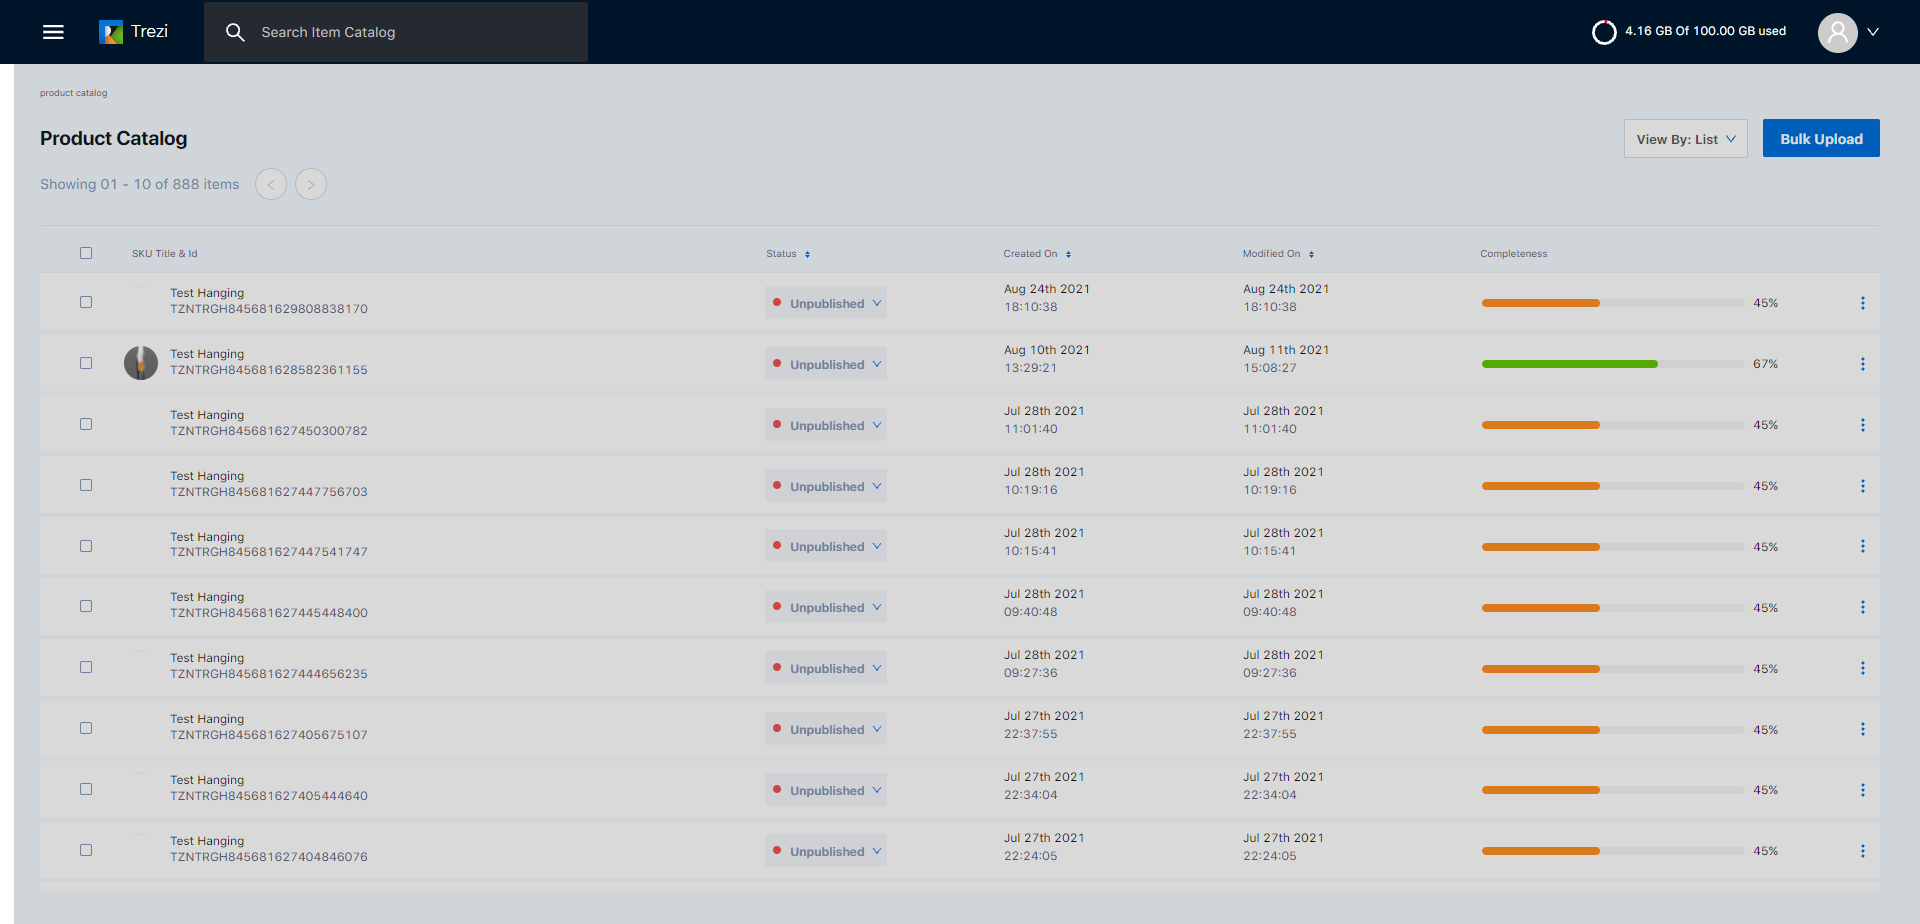 Trezi
Search Item Catalog
4.16 GB Of 100.00 GB used
product catalog
Product Catalog
View By: List
Bulk Upload
Showing 01 - 10 of 888 items
SKU Title & Id Status Created On Modified On Completeness
Test Hanging
TZNTRGH845681629808838170
Unpublished
Aug 24th 2021
18:10:38
Aug 24th 2021
18:10:38
45%
Test Hanging
TZNTRGH845681628582361155
Unpublished
Aug 10th 2021
13:29:21
Aug 11th 2021
15:08:27
67%
Test Hanging
TZNTRGH845681627450300782
Unpublished
Jul 28th 2021
11:01:40
Jul 28th 2021
11:01:40
45%
Test Hanging
TZNTRGH845681627447756703
Unpublished
Jul 28th 2021
10:19:16
Jul 28th 2021
10:19:16
45%
Test Hanging
TZNTRGH845681627447541747
Unpublished
Jul 28th 2021
10:15:41
Jul 28th 2021
10:15:41
45%
Test Hanging
TZNTRGH845681627445448400
Unpublished
Jul 28th 2021
09:40:48
Jul 28th 2021
09:40:48
45%
Test Hanging
TZNTRGH845681627444656235
Unpublished
Jul 28th 2021
09:27:36
Jul 28th 2021
09:27:36
45%
Test Hanging
TZNTRGH845681627405675107
Unpublished
Jul 27th 2021
22:37:55
Jul 27th 2021
22:37:55
45%
Test Hanging
TZNTRGH845681627405444640
Unpublished
Jul 27th 2021
22:34:04
Jul 27th 2021
22:34:04
45%
Test Hanging
TZNTRGH845681627404846076
Unpublished
Jul 27th 2021
22:24:05
Jul 27th 2021
22:24:05
45%